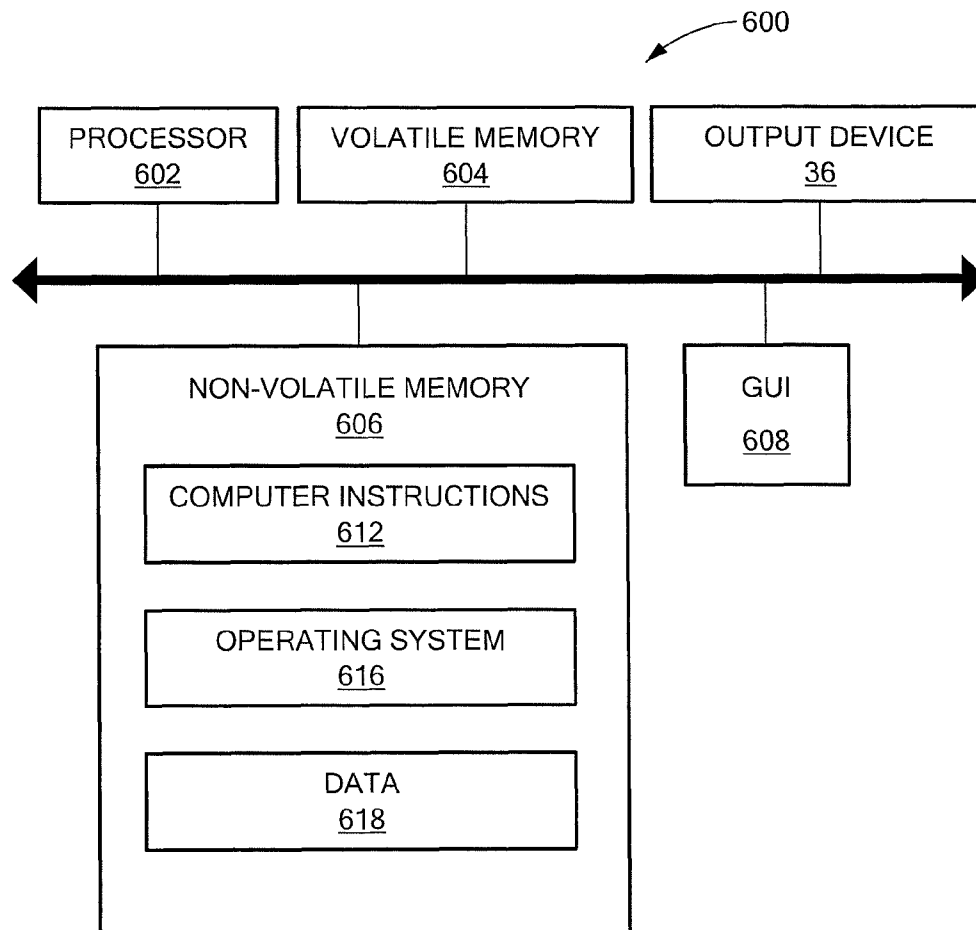 600
PROCESSOR
602
VOLATILE MEMORY
604
OUTPUT DEVICE
36
NON-VOLATILE MEMORY
606
COMPUTER INSTRUCTIONS
612
OPERATING SYSTEM
616
DATA
618
GUI
608